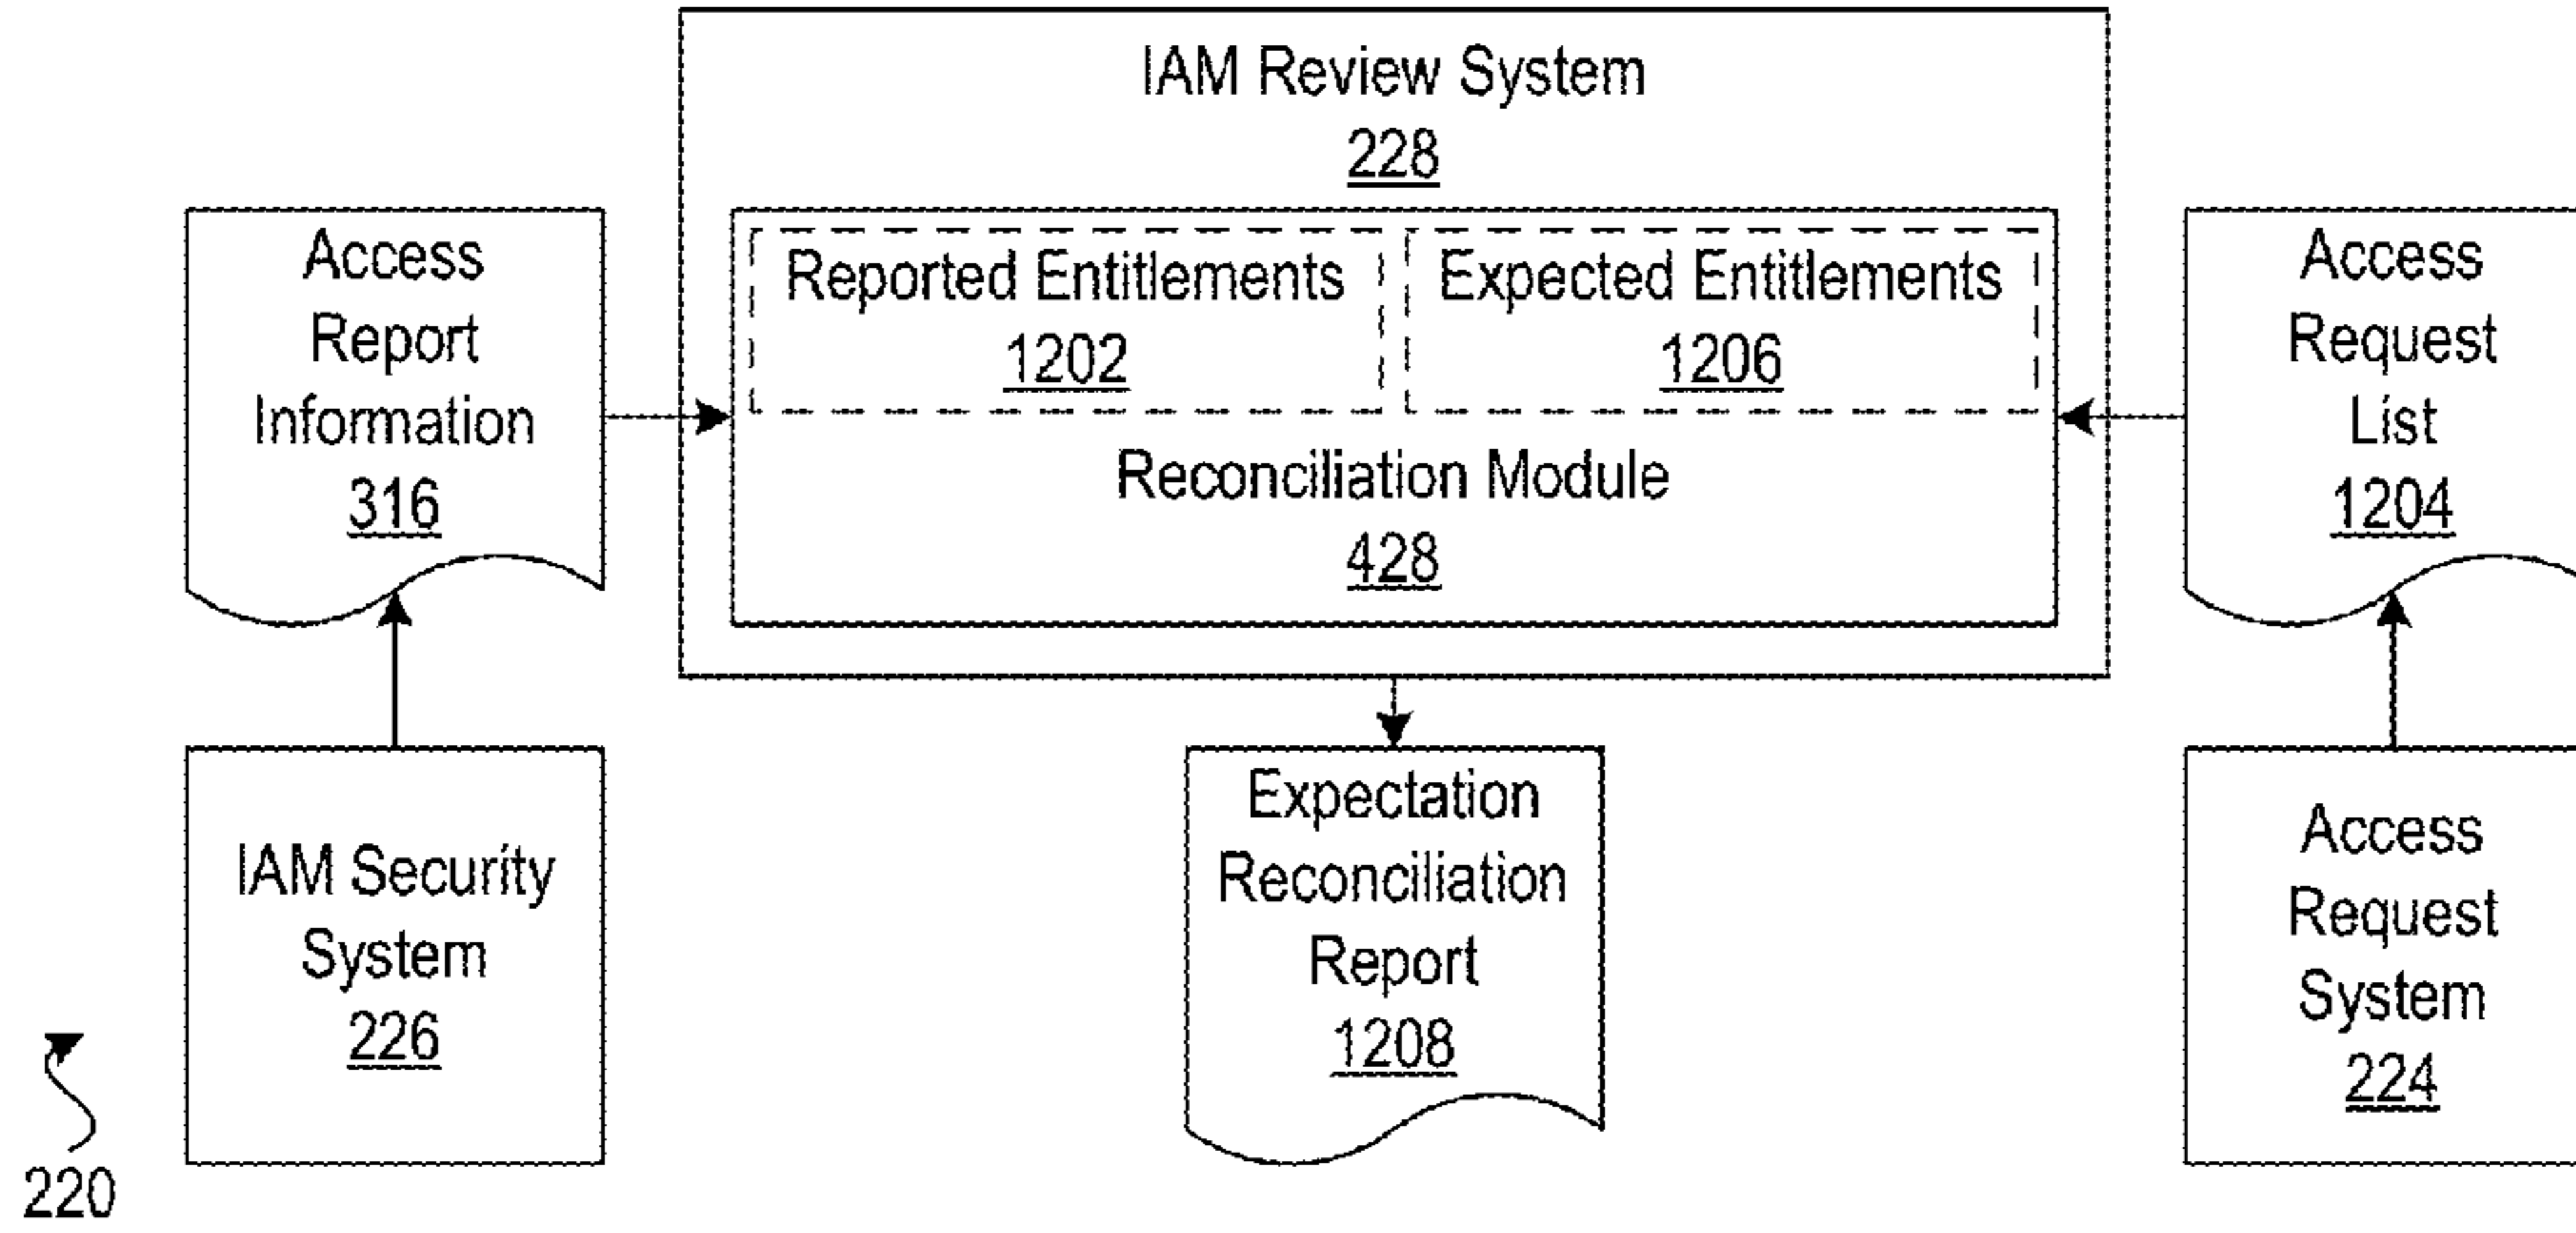 IAM Review System
228
Access
Report
Information
316
Reported Entitlements
1202
Expected Entitlements
1206
Reconciliation Module
428
Access
Request
List
1204
IAM Security
System
226
Expectation
Reconciliation
Report
1208
Access
Request
System
224
220